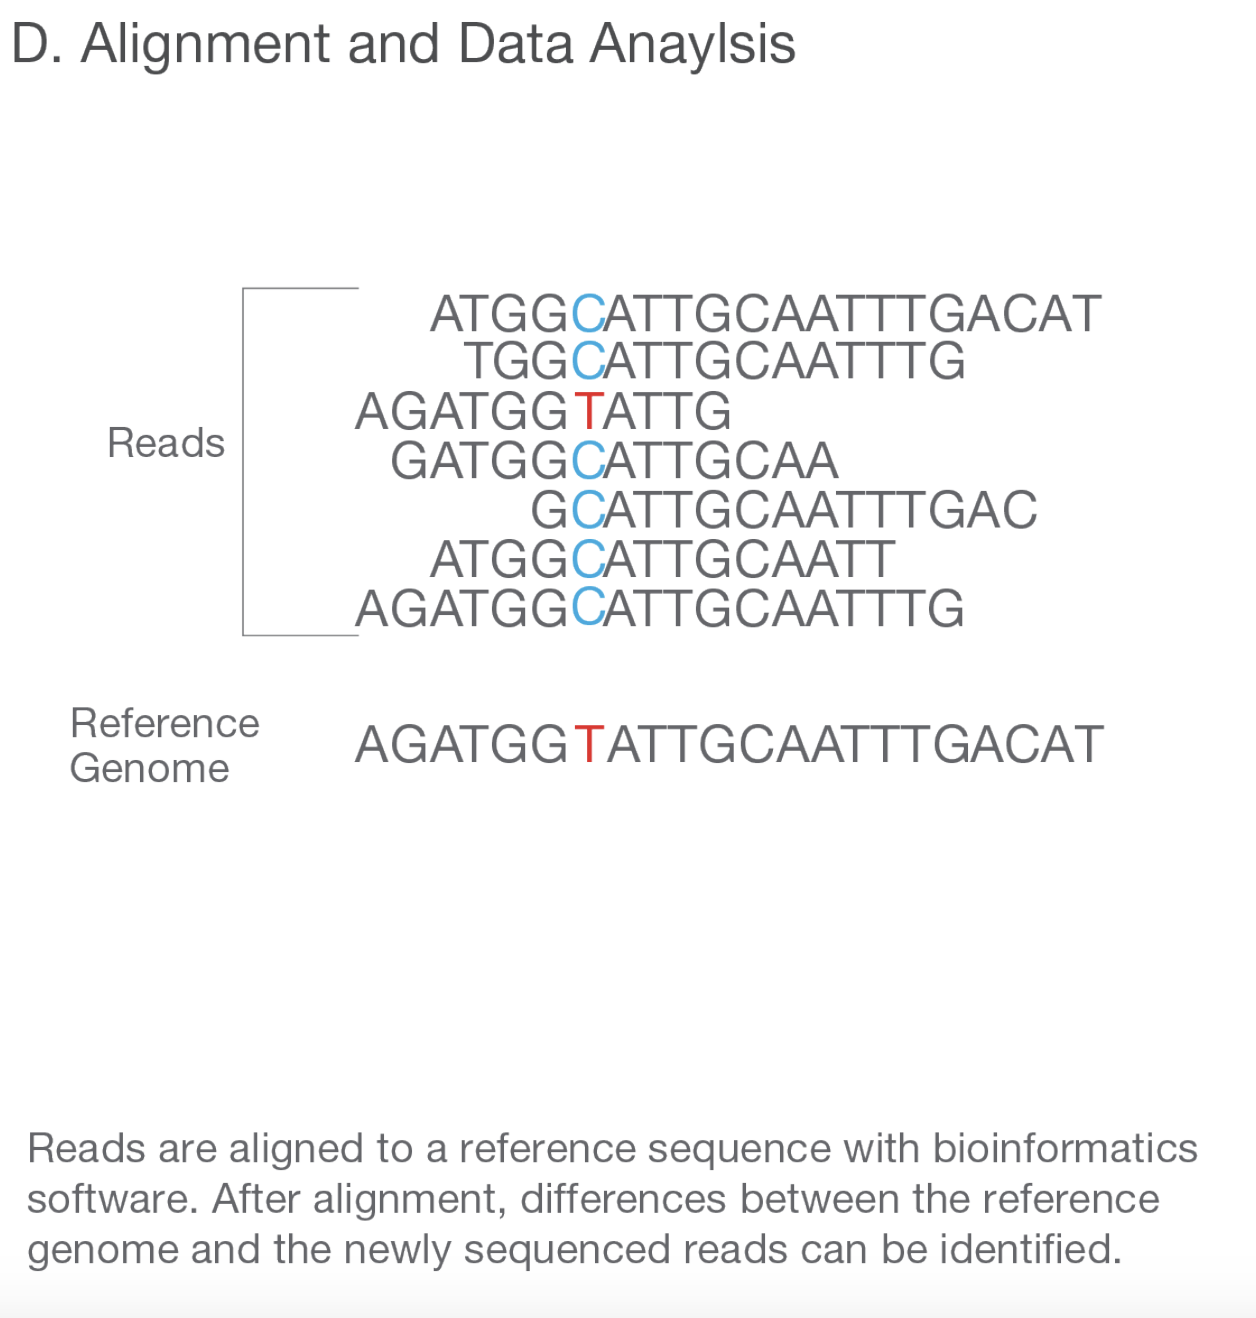 D. Alignment and Data Anaylsis
ATGGCATTGCAATTTGACAT
TGGCATTGCAATTTG
AGATGGTATTG
Reads
GATGGCATTGCAA
GCATTGCAATTTGAC
ATGGCATTGCAATT
AGATGGCATTGCAATTTG
Reference
Genome
AGATGGTATTGCAATTTGACAT
Reads are aligned to a reference sequence with bioinformatics
software. After alignment, differences between the reference
genome and the newly sequenced reads can be identified.